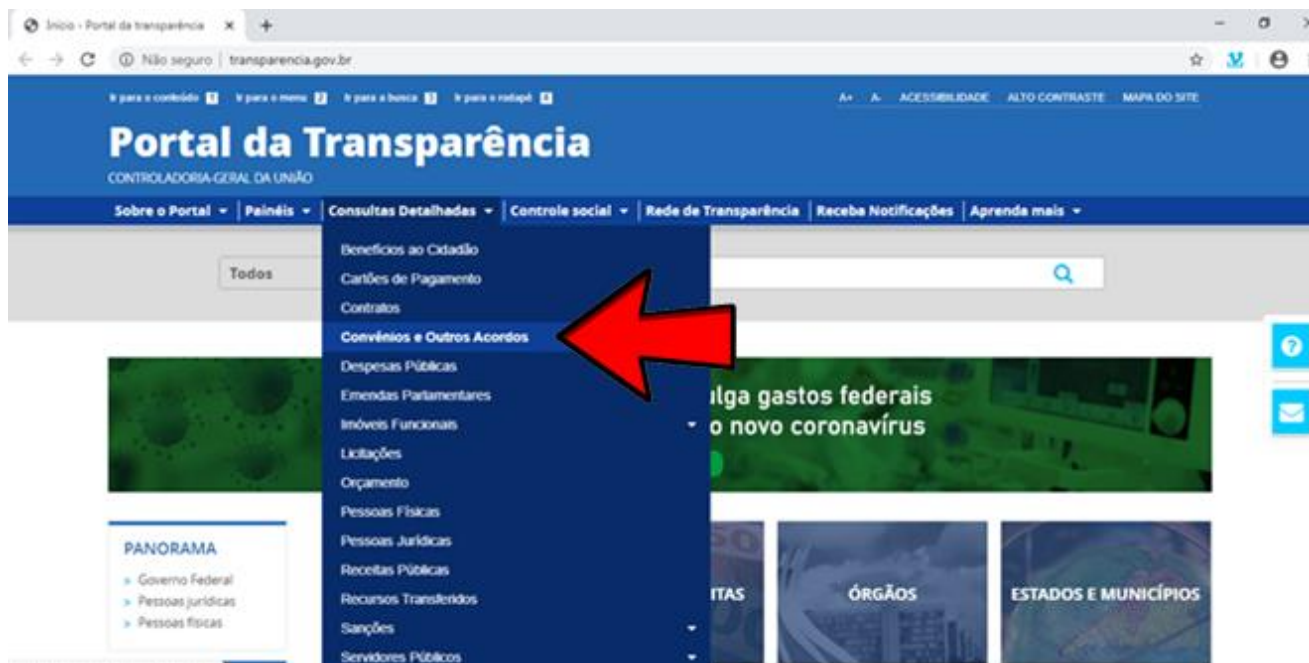 Início - Portal da transparência
Não seguro | transparencia.gov.br
Ir para o conteúdo 1 Ir para o menu 2 Ir para a busca 3 Ir para o rodapé 4 A+ A- ACESSIBILIDADE ALTO CONTRASTE MAPA DO SITE
Portal da Transparência
CONTROLADORIA-GERAL DA UNIÃO
Sobre o Portal Painéis Consultas Detalhadas Controle social Rede de Transparência Receba Notificações Aprenda mais
Todos
Benefícios ao Cidadão
Cartões de Pagamento
Contratos
Convênios e Outros Acordos
Despesas Públicas
Emendas Parlamentares
Imóveis Funcionais
Licitações
Orçamento
Pessoas Físicas
Pessoas Jurídicas
Receitas Públicas
Recursos Transferidos
Sanções
Servidores Públicos
lga gastos federais
o novo coronavírus
PANORAMA
» Governo Federal
» Pessoas jurídicas
» Pessoas físicas
ITAS
ÓRGÃOS
ESTADOS E MUNICÍPIOS